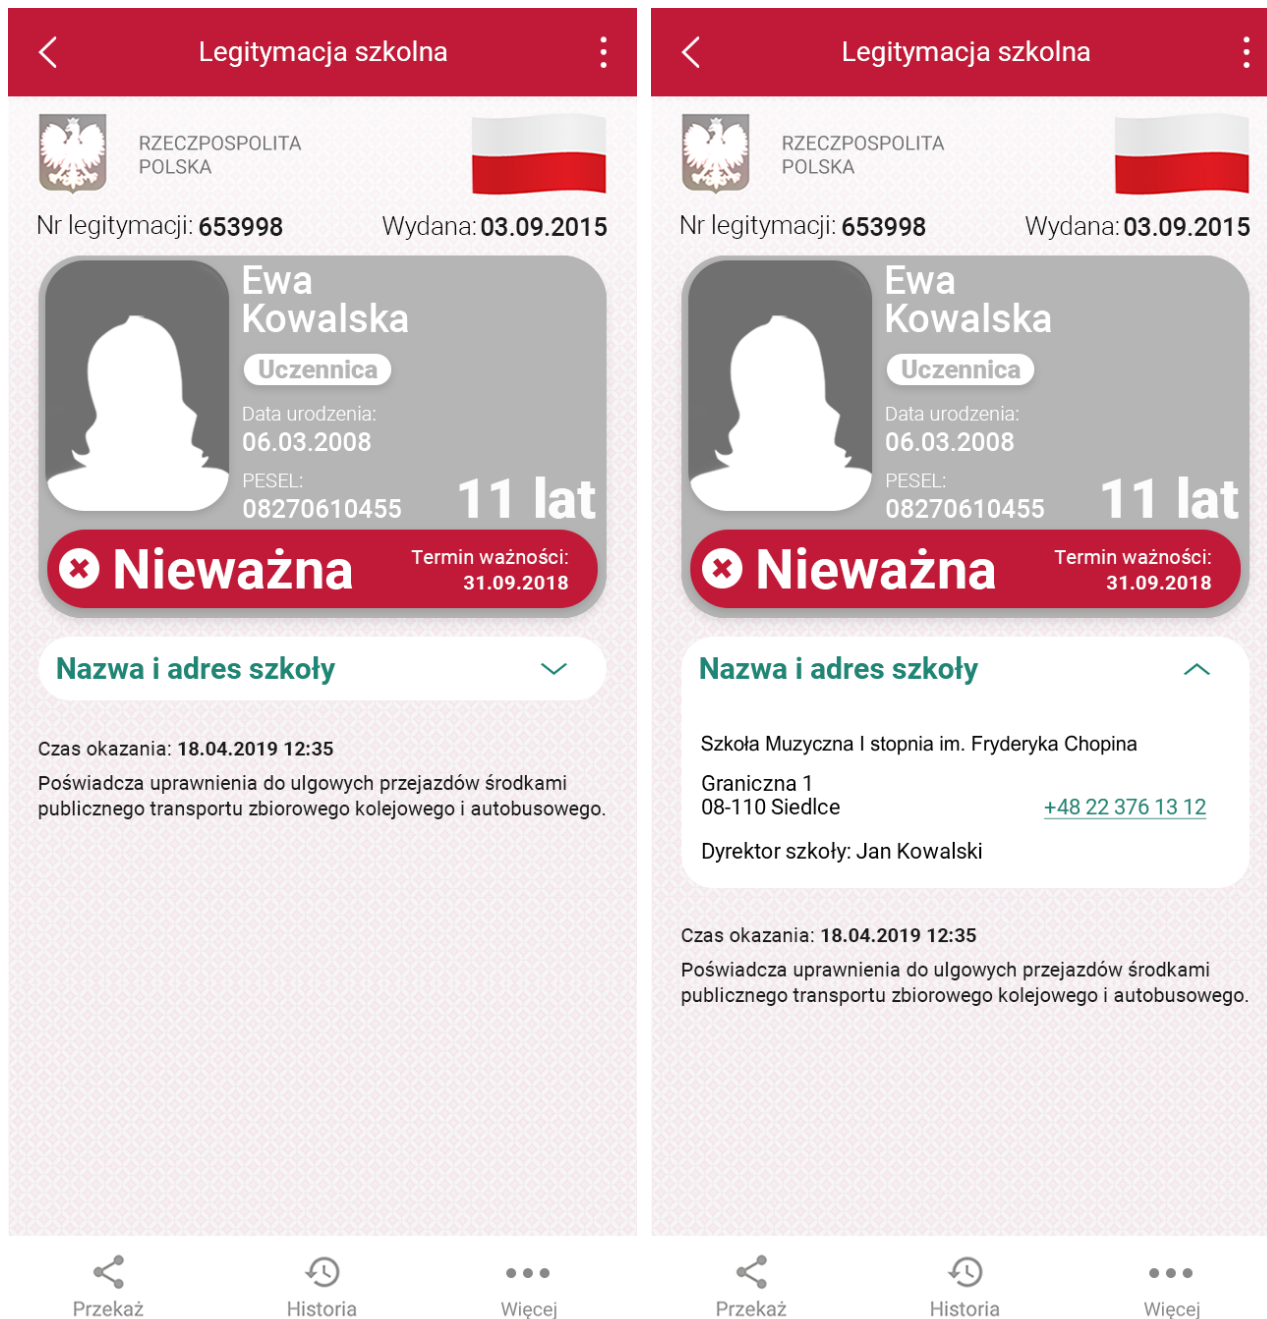 Legitymacja szkolna
RZECZPOSPOLITA
POLSKA
Nr legitymacji: 653998 Wydana: 03.09.2015
Ewa
Kowalska
Uczennica
Data urodzenia:
06.03.2008
PESEL:
08270610455
11 lat
Nieważna
Termin ważności:
31.09.2018
Nazwa i adres szkoły
Czas okazania: 18.04.2019 12:35
Poświadcza uprawnienia do ulgowych przejazdów środkami
publicznego transportu zbiorowego kolejowego i autobusowego.
Przekaż Historia Więcej
Legitymacja szkolna
RZECZPOSPOLITA
POLSKA
Nr legitymacji: 653998 Wydana: 03.09.2015
Ewa
Kowalska
Uczennica
Data urodzenia:
06.03.2008
PESEL:
08270610455
11 lat
Nieważna
Termin ważności:
31.09.2018
Nazwa i adres szkoły
Szkoła Muzyczna I stopnia im. Fryderyka Chopina
Graniczna 1
08-110 Siedlce +48 22 376 13 12
Dyrektor szkoły: Jan Kowalski
Czas okazania: 18.04.2019 12:35
Poświadcza uprawnienia do ulgowych przejazdów środkami
publicznego transportu zbiorowego kolejowego i autobusowego.
Przekaż Historia Więcej